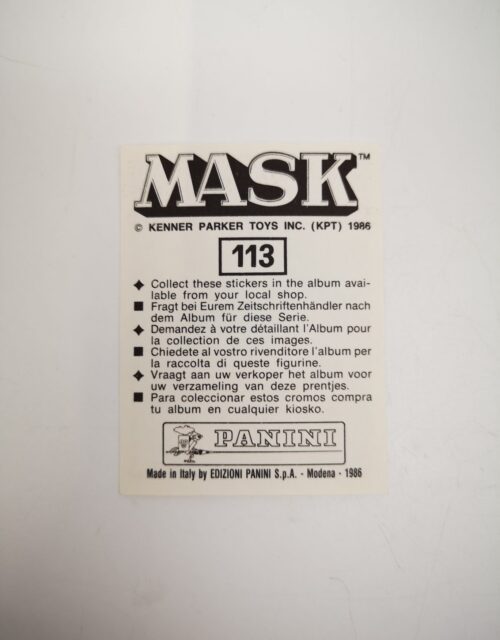 MASK™
© KENNER PARKER TOYS INC. (KPT) 1986
113
◆ Collect these stickers in the album avai-
lable from your local shop.
■ Fragt bei Eurem Zeitschriftenhändler nach
dem Album für diese Serie.
◆ Demandez à votre détaillant l'Album pour
la collection de ces images.
■ Chiedete al vostro rivenditore l'album per
la raccolta di queste figurine.
◆ Vraagt aan uw verkoper het album voor
uw verzameling van deze prentjes.
■ Para coleccionar estos cromos compra
tu album en cualquier kiosko.
PANINI
Made in Italy by EDIZIONI PANINI S.p.A. - Modena - 1986